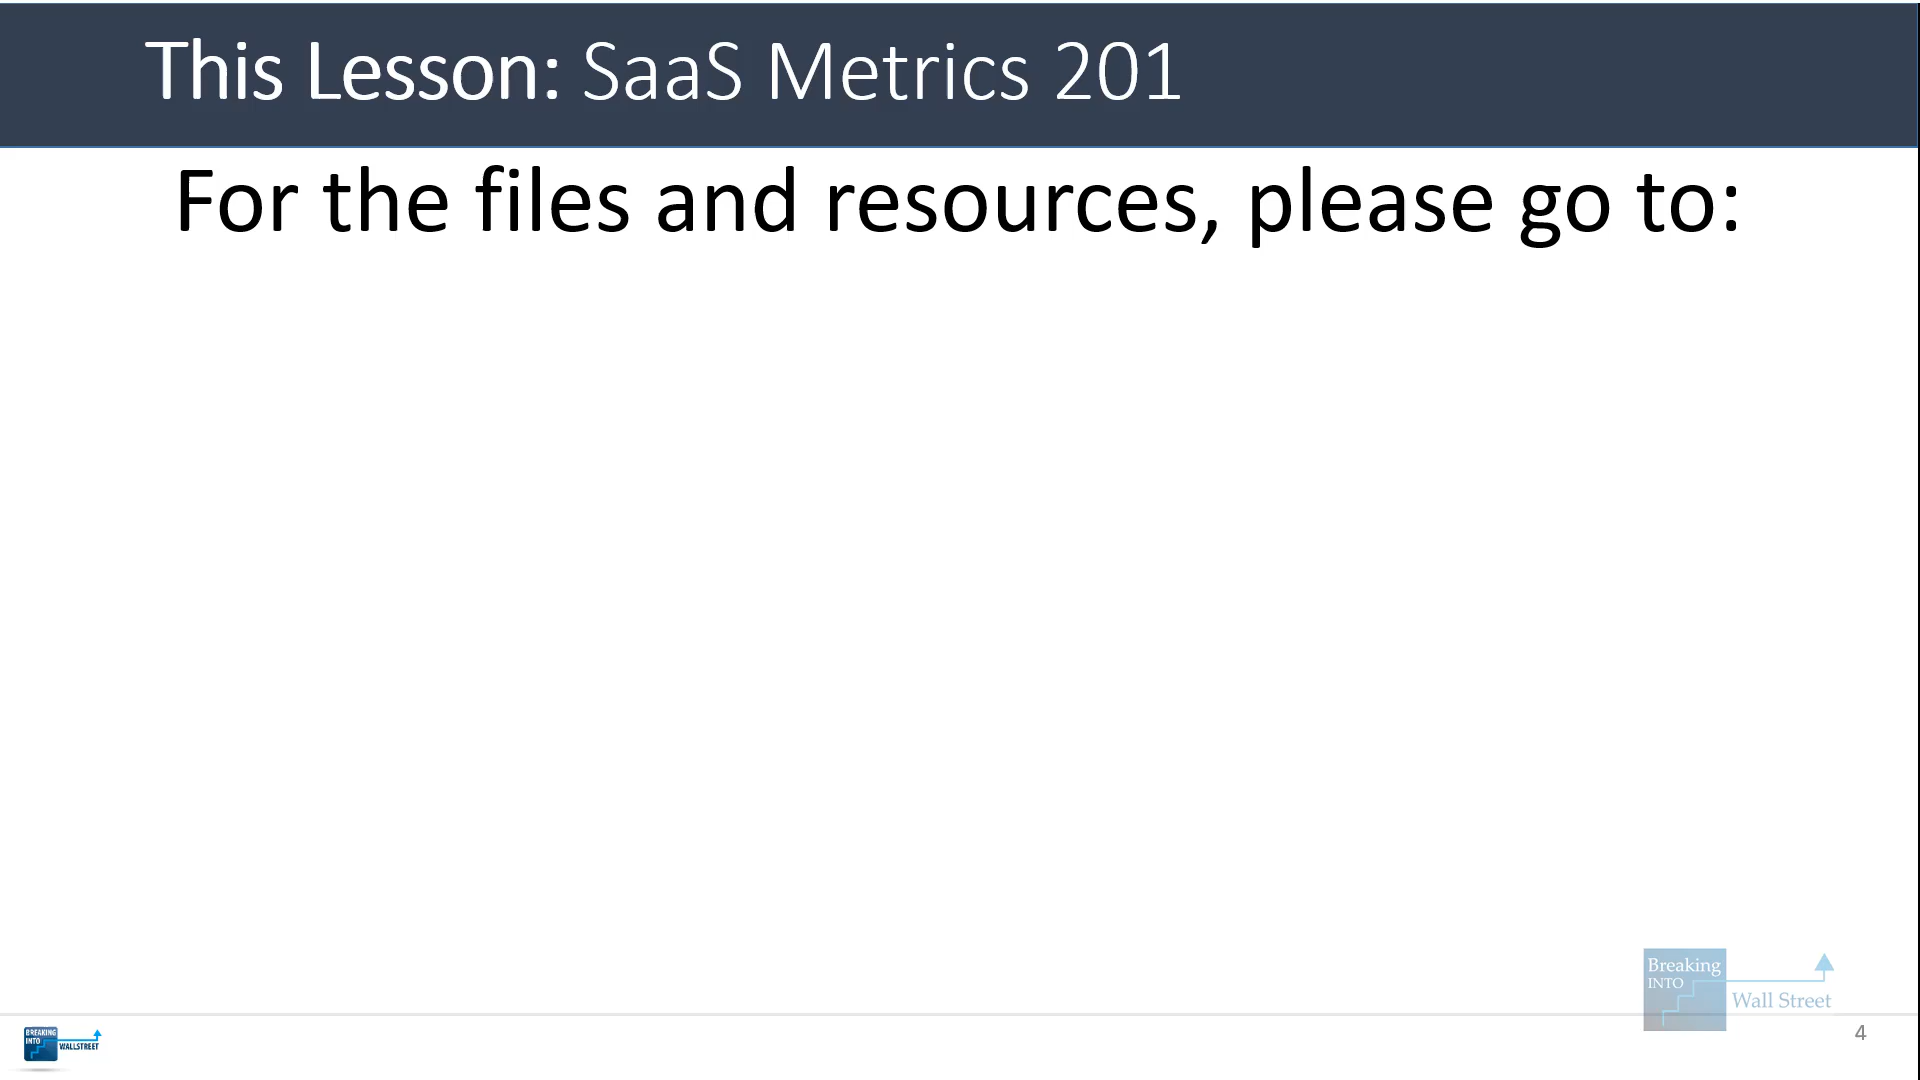 This Lesson: SaaS Metrics 201
For the files and resources, please go to:
Breaking
INTO
Wall Street
BREAKING
INTO
WALLSTREET
4